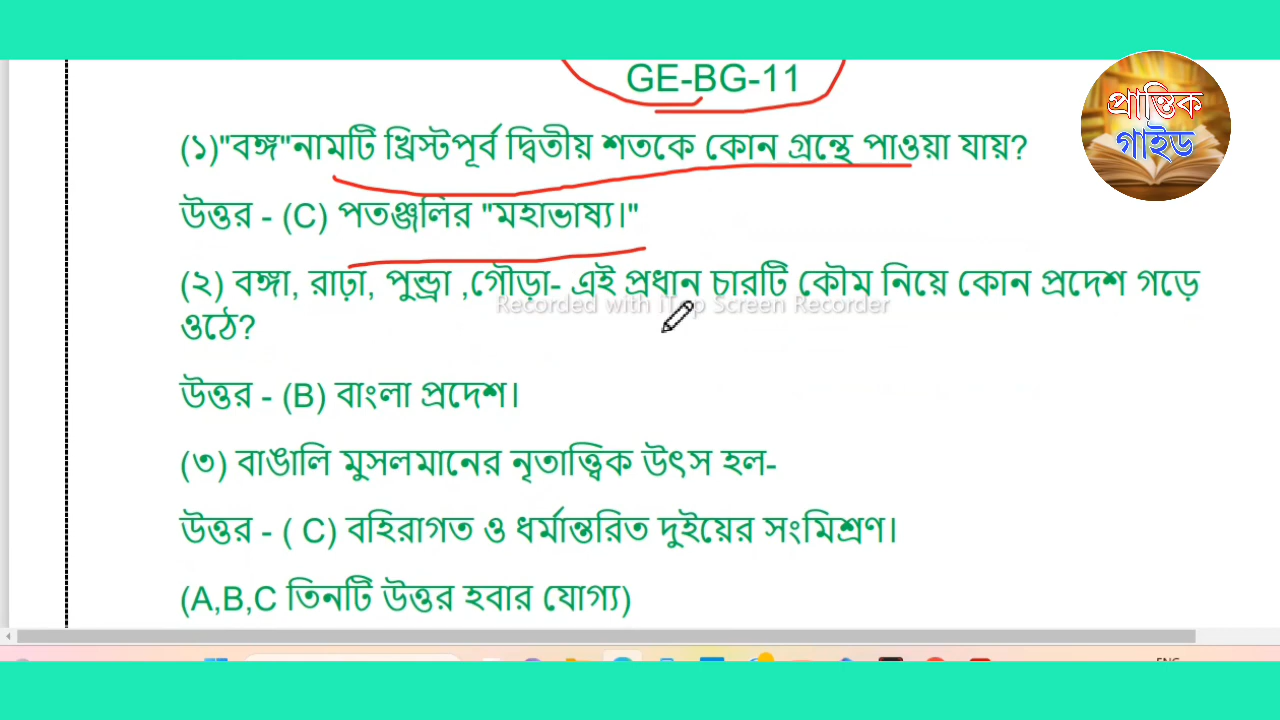 GE-BG-11
প্রান্তিক
গাইড
(১)"বঙ্গ"নামটি খ্রিস্টপূর্ব দ্বিতীয় শতকে কোন গ্রন্থে পাওয়া যায়?
উত্তর - (C) পতঞ্জলির "মহাভাষ্য।"
(২) বঙ্গা, রাঢ়া, পুন্ড্রা ,গৌড়া- এই প্রধান চারটি কৌম নিয়ে কোন প্রদেশ গড়ে
Recorded with iTop Screen Recorder
ওঠে?
উত্তর - (B) বাংলা প্রদেশ।
(৩) বাঙালি মুসলমানের নৃতাত্ত্বিক উৎস হল-
উত্তর - ( C) বহিরাগত ও ধর্মান্তরিত দুইয়ের সংমিশ্রণ।
(A,B,C তিনটি উত্তর হবার যোগ্য)